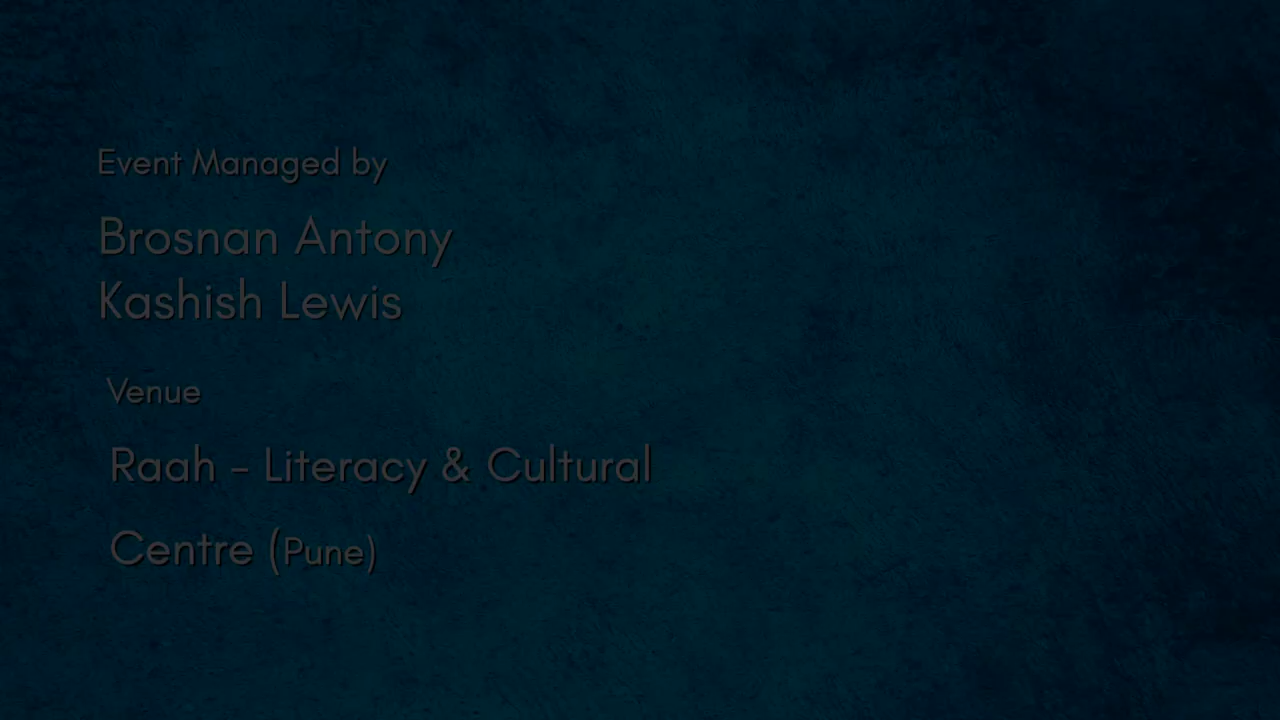 Event Managed by
Brosnan Antony
Kashish Lewis
Venue
Raah - Literacy & Cultural
Centre (Pune)